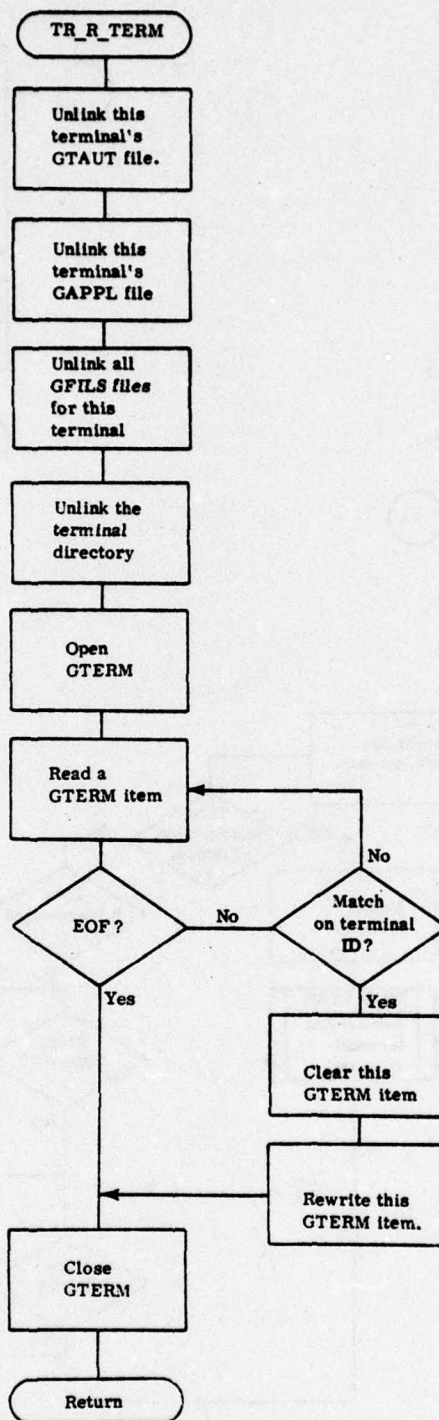 TR_R_TERM
Unlink this
terminal's
GTAUT file.
Unlink this
terminal's
GAPPL file
Unlink all
GFILS files
for this
terminal
Unlink the
terminal
directory
Open
GTERM
Read a
GTERM item
No
EOF?
No
Match
on terminal
ID?
Yes
Yes
Clear this
GTERM item
Rewrite this
GTERM item.
Close
GTERM
Return